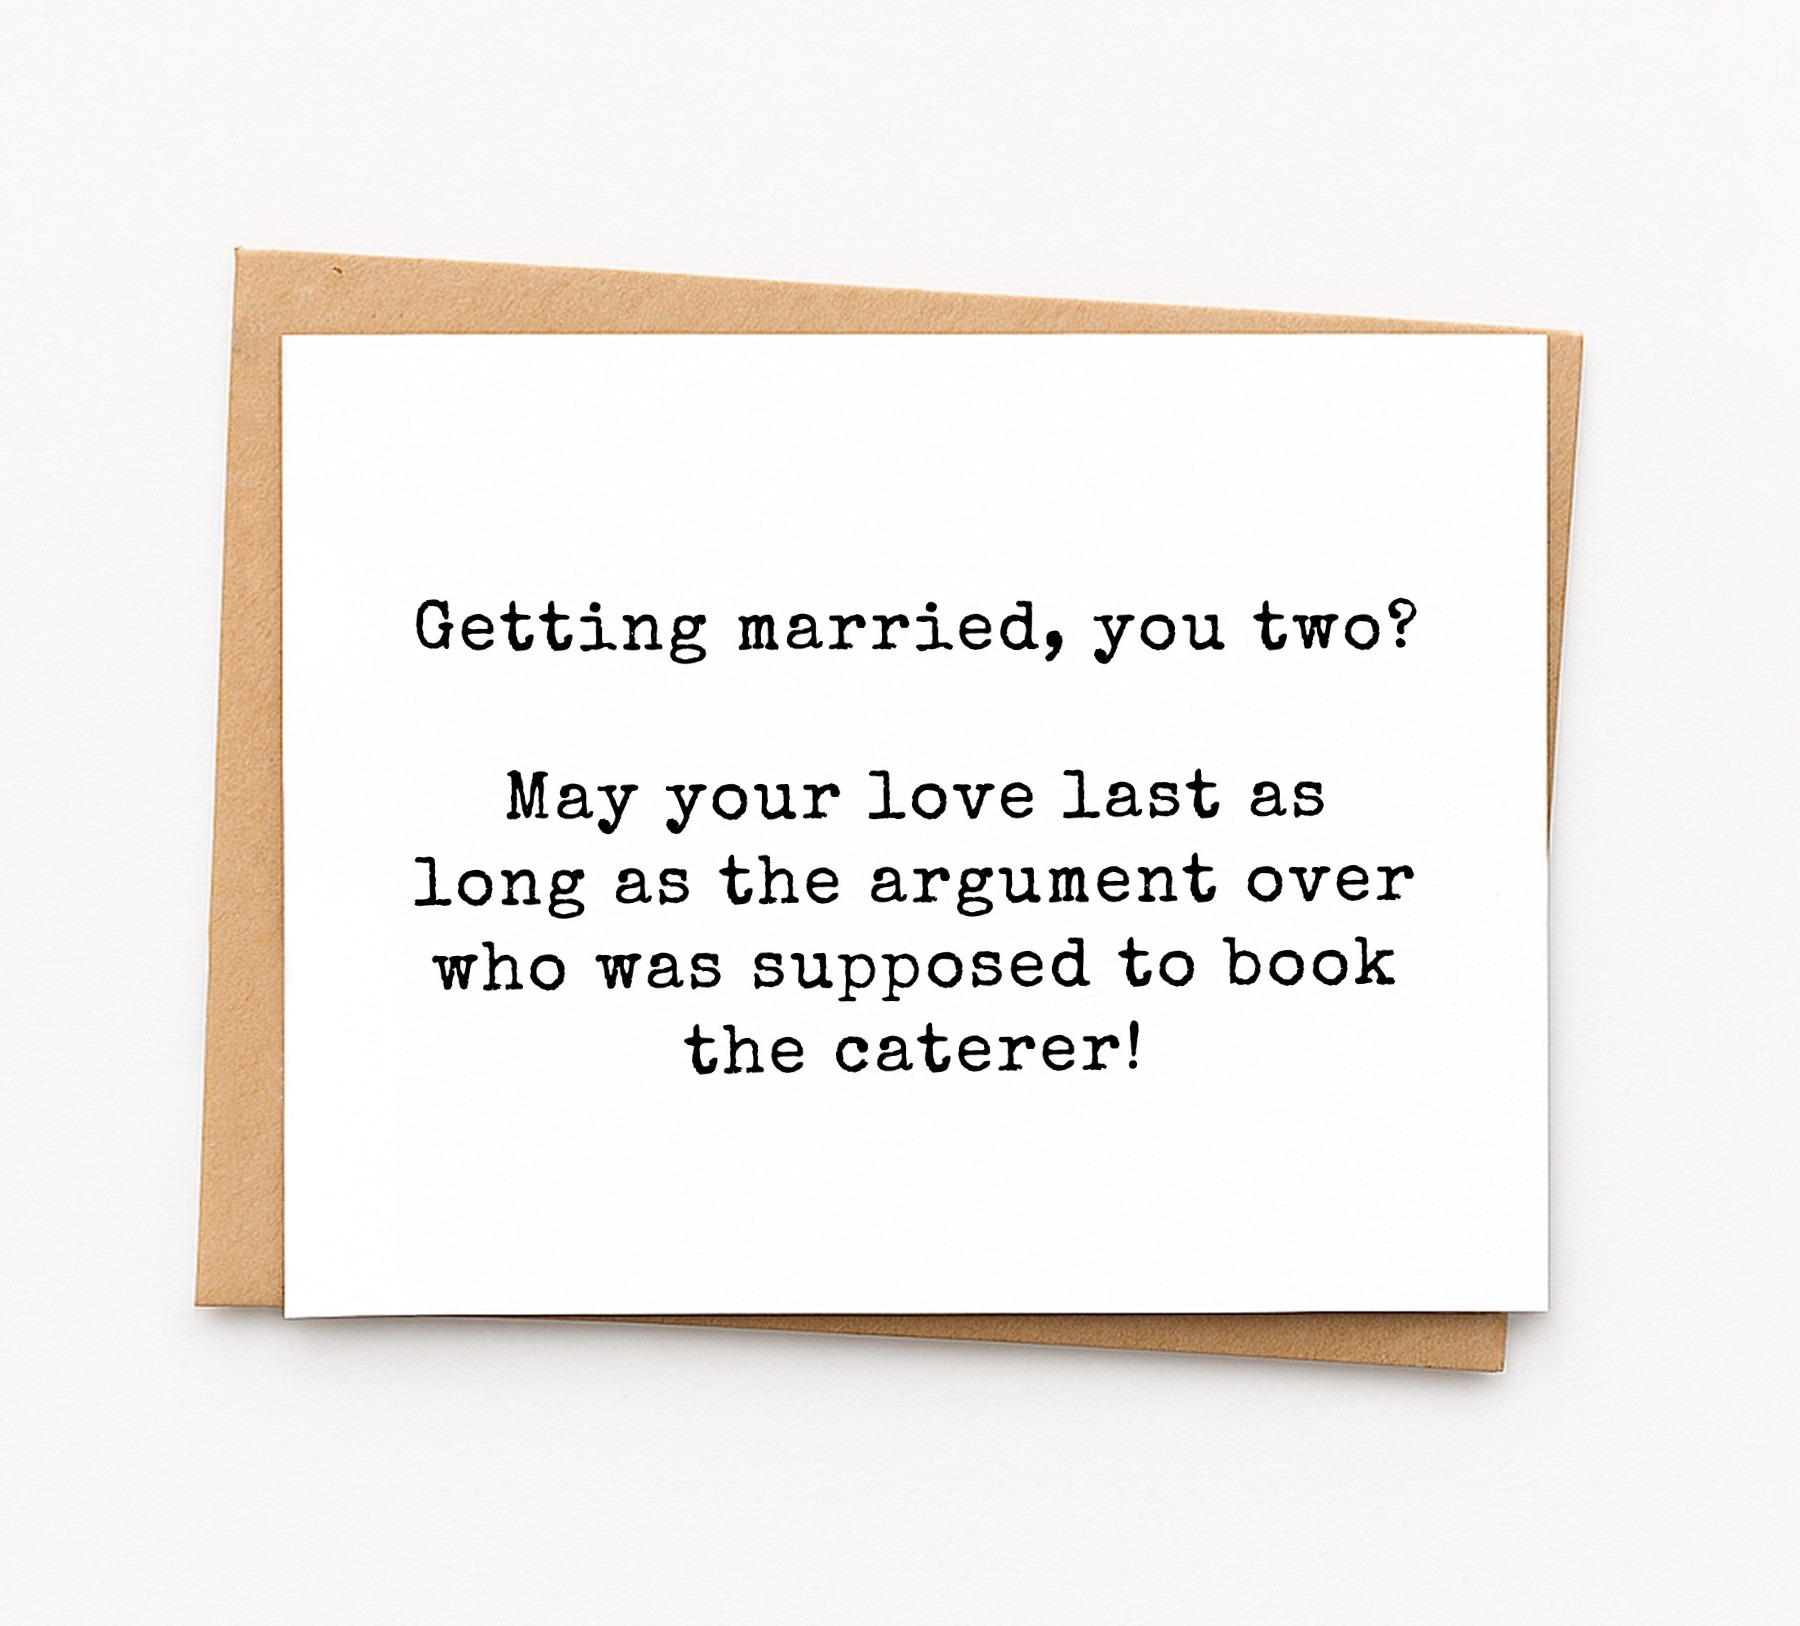 Getting married, you two?
May your love last as
long as the argument over
who was supposed to book
the caterer!